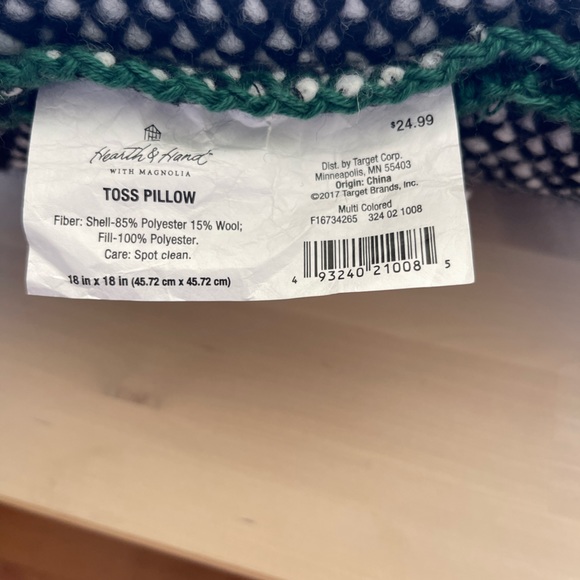 Hearth & Hand™
WITH MAGNOLIA
TOSS PILLOW
Fiber: Shell-85% Polyester 15% Wool;
Fill-100% Polyester.
Care: Spot clean.
18 in x 18 in (45.72 cm x 45.72 cm)
$24.99
Dist. by Target Corp.
Minneapolis, MN 55403
Origin: China
©2017 Target Brands, Inc.
Multi Colored
F16734265 324 02 1008
4 93240 21008 5